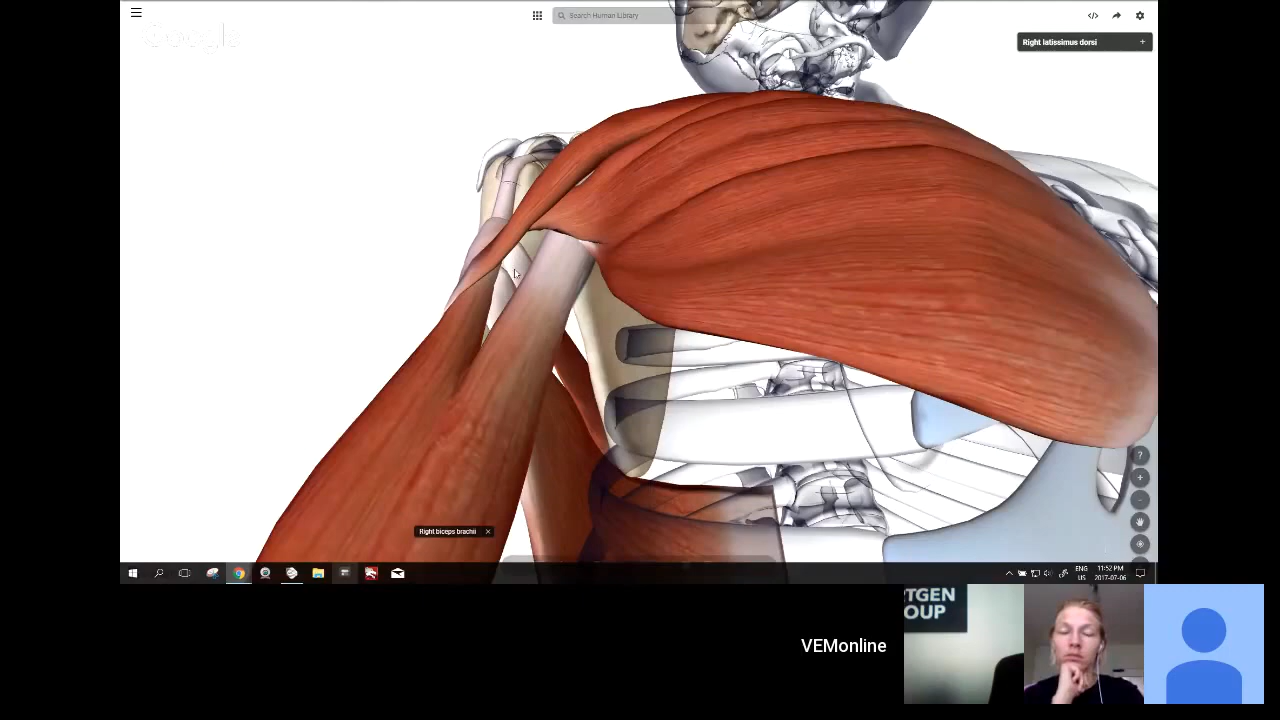 Google
Search Human Library
Right latissimus dorsi +
Right biceps brachii ×
ENG
US
11:52 PM
2017-07-06
VEMonline
TGEN
OUP